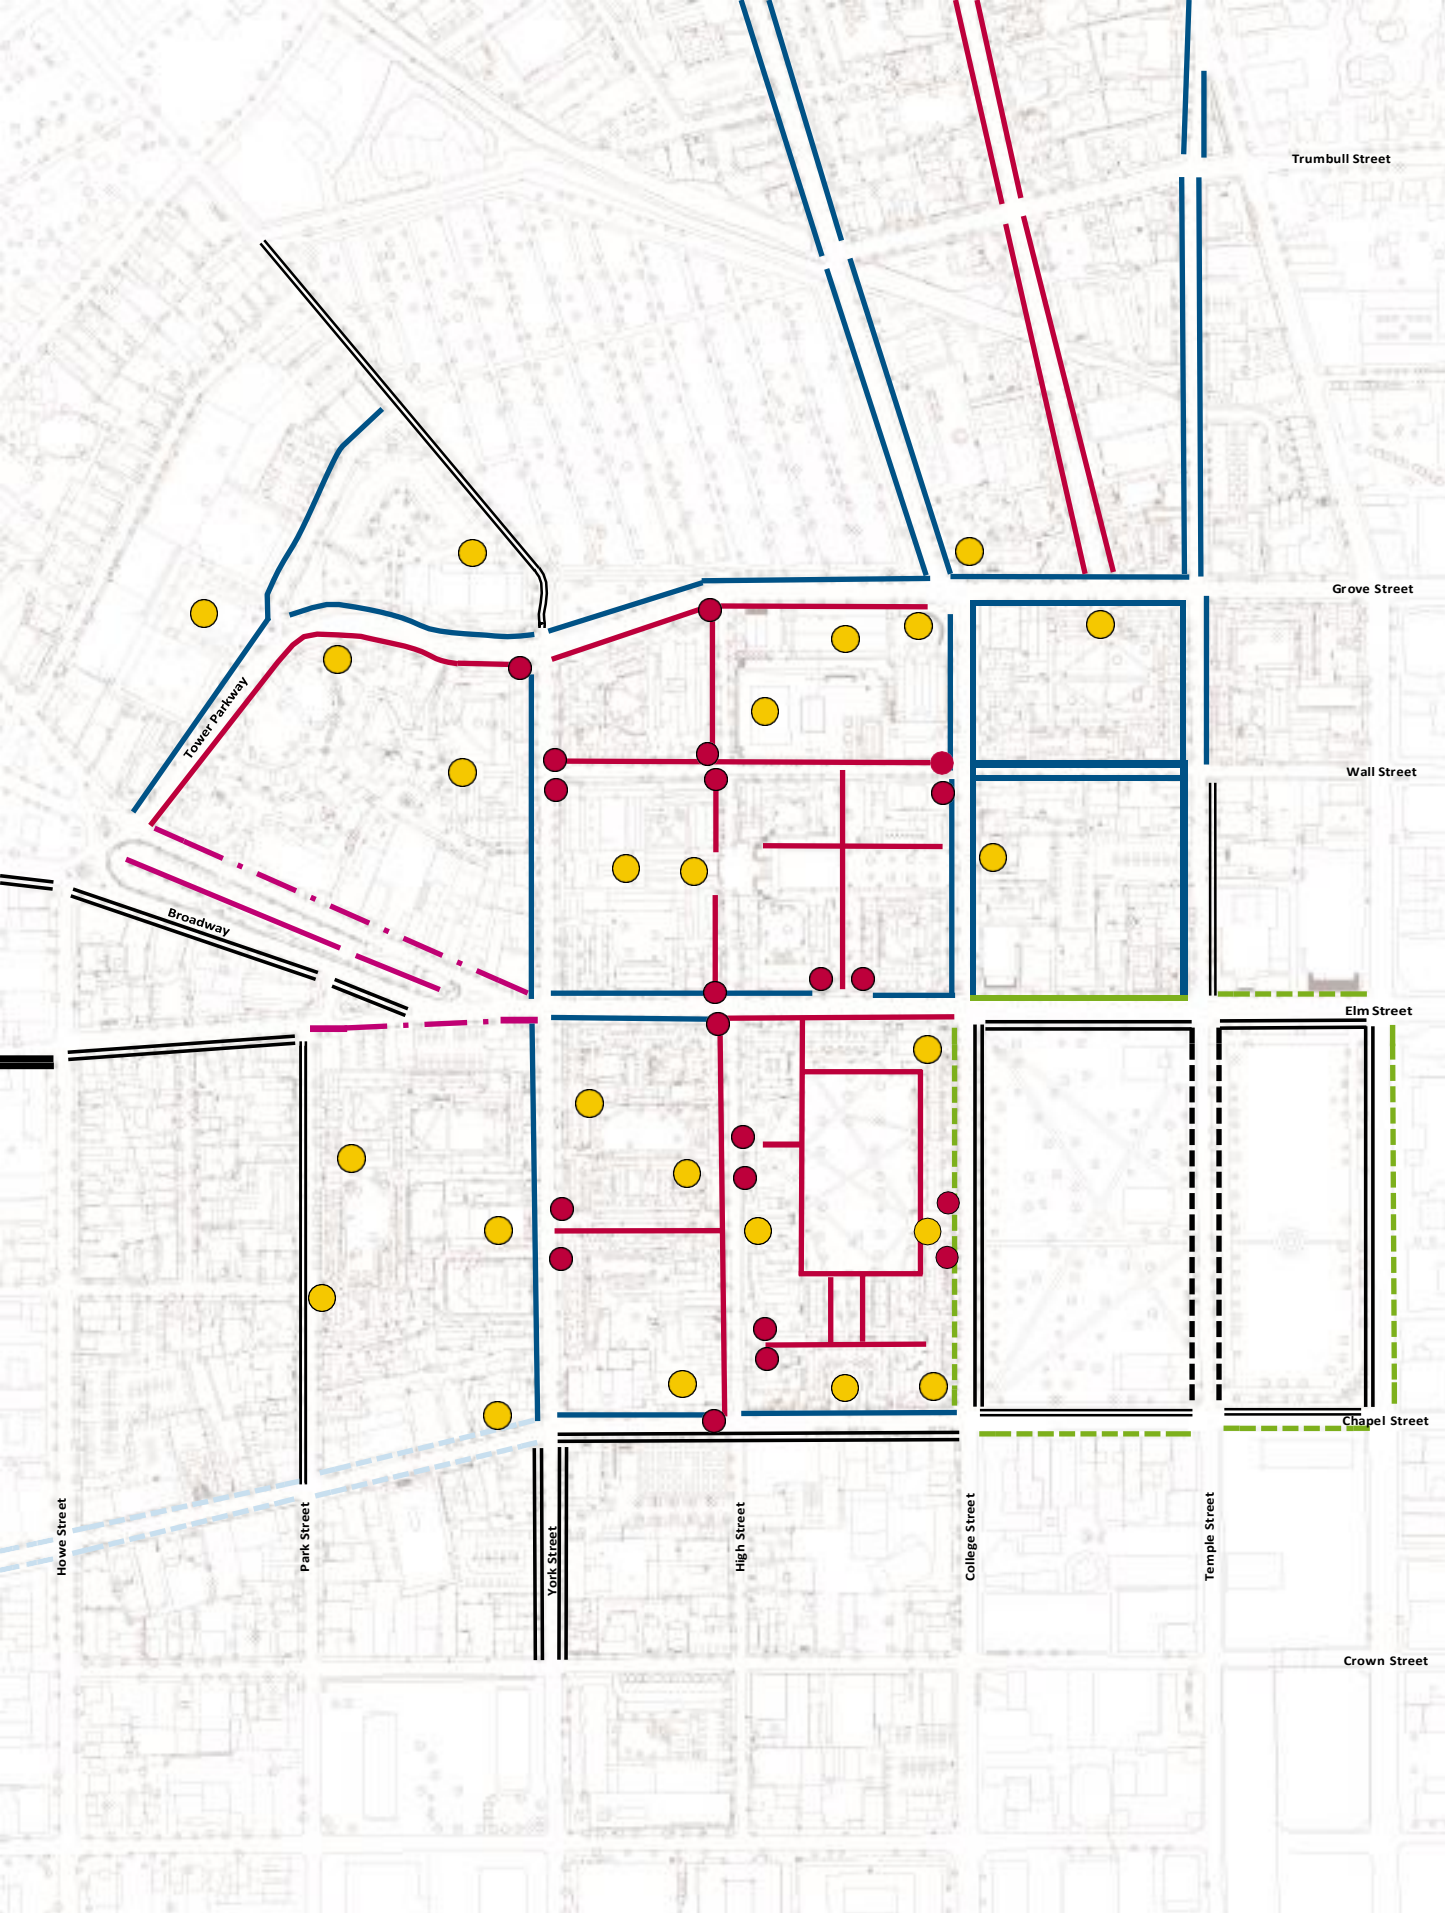 Trumbull Street
Grove Street
Tower Parkway
Wall Street
Broadway
Elm Street
Chapel Street
Howe Street
Park Street
York Street
High Street
College Street
Temple Street
Crown Street